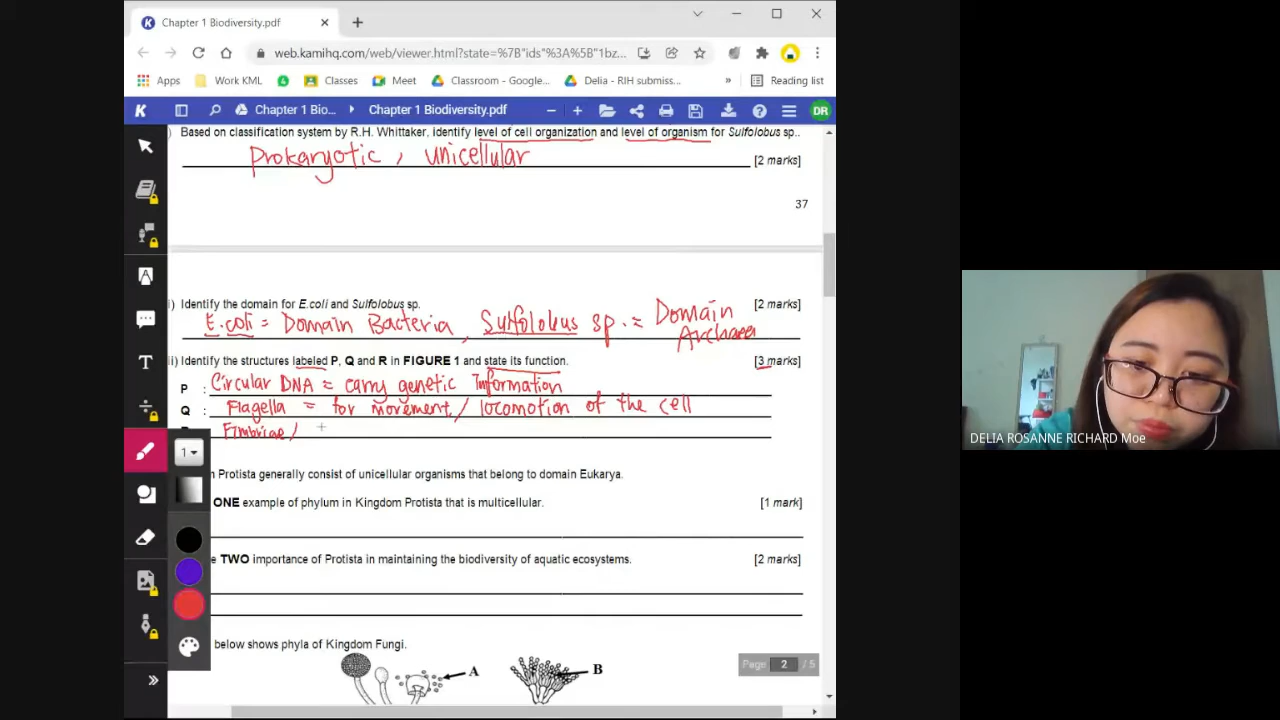 Chapter 1 Biodiversity.pdf
web.kamihq.com/web/viewer.html?state=%7B"ids"%3A%5B"1bz...
Apps Work KML Classes Meet Classroom - Google... Delia - RIH submiss... » Reading list
K Chapter 1 Bio... Chapter 1 Biodiversity.pdf DR
) Based on classification system by R.H. Whittaker, identify level of cell organization and level of organism for Sulfolobus sp..
Prokaryotic , unicellular [2 marks]
37
i) Identify the domain for E.coli and Sulfolobus sp. [2 marks]
E.coli = Domain Bacteria , Sulfolobus sp. = Domain
Archaea
ii) Identify the structures labeled P, Q and R in FIGURE 1 and state its function. [3 marks]
P : Circular DNA = carry genetic Information
Q : Flagella = for movement / locomotion of the cell
Fimbriae /
n Protista generally consist of unicellular organisms that belong to domain Eukarya.
ONE example of phylum in Kingdom Protista that is multicellular. [1 mark]
e TWO importance of Protista in maintaining the biodiversity of aquatic ecosystems. [2 marks]
below shows phyla of Kingdom Fungi.
A B
Page 2 / 5
T
1
DELIA ROSANNE RICHARD Moe